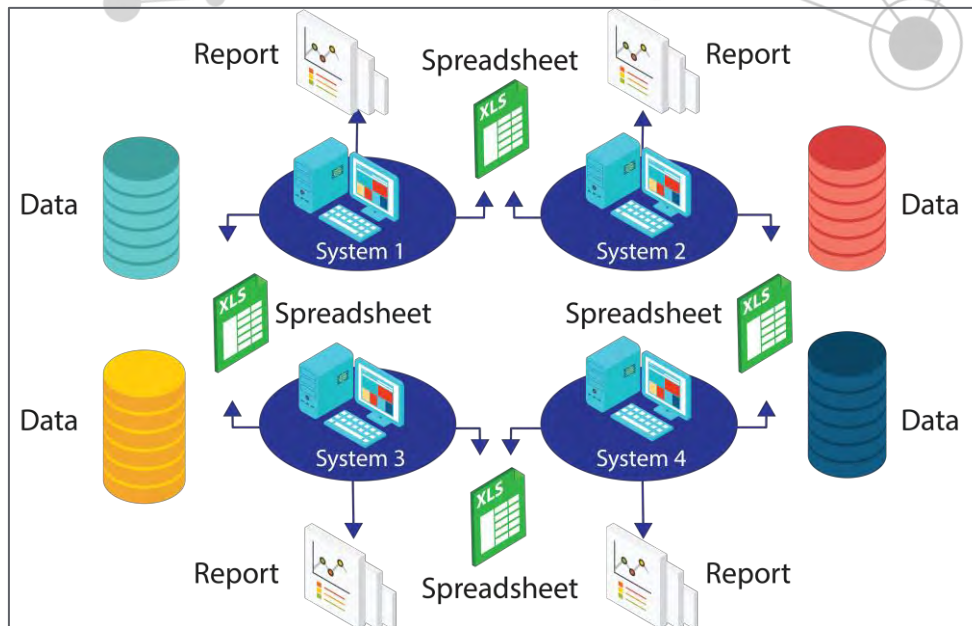 Report
Spreadsheet
Report
XLS
Data
System 1
System 2
Data
XLS
Spreadsheet
Spreadsheet
XLS
Data
System 3
System 4
Data
XLS
Report
Spreadsheet
Report